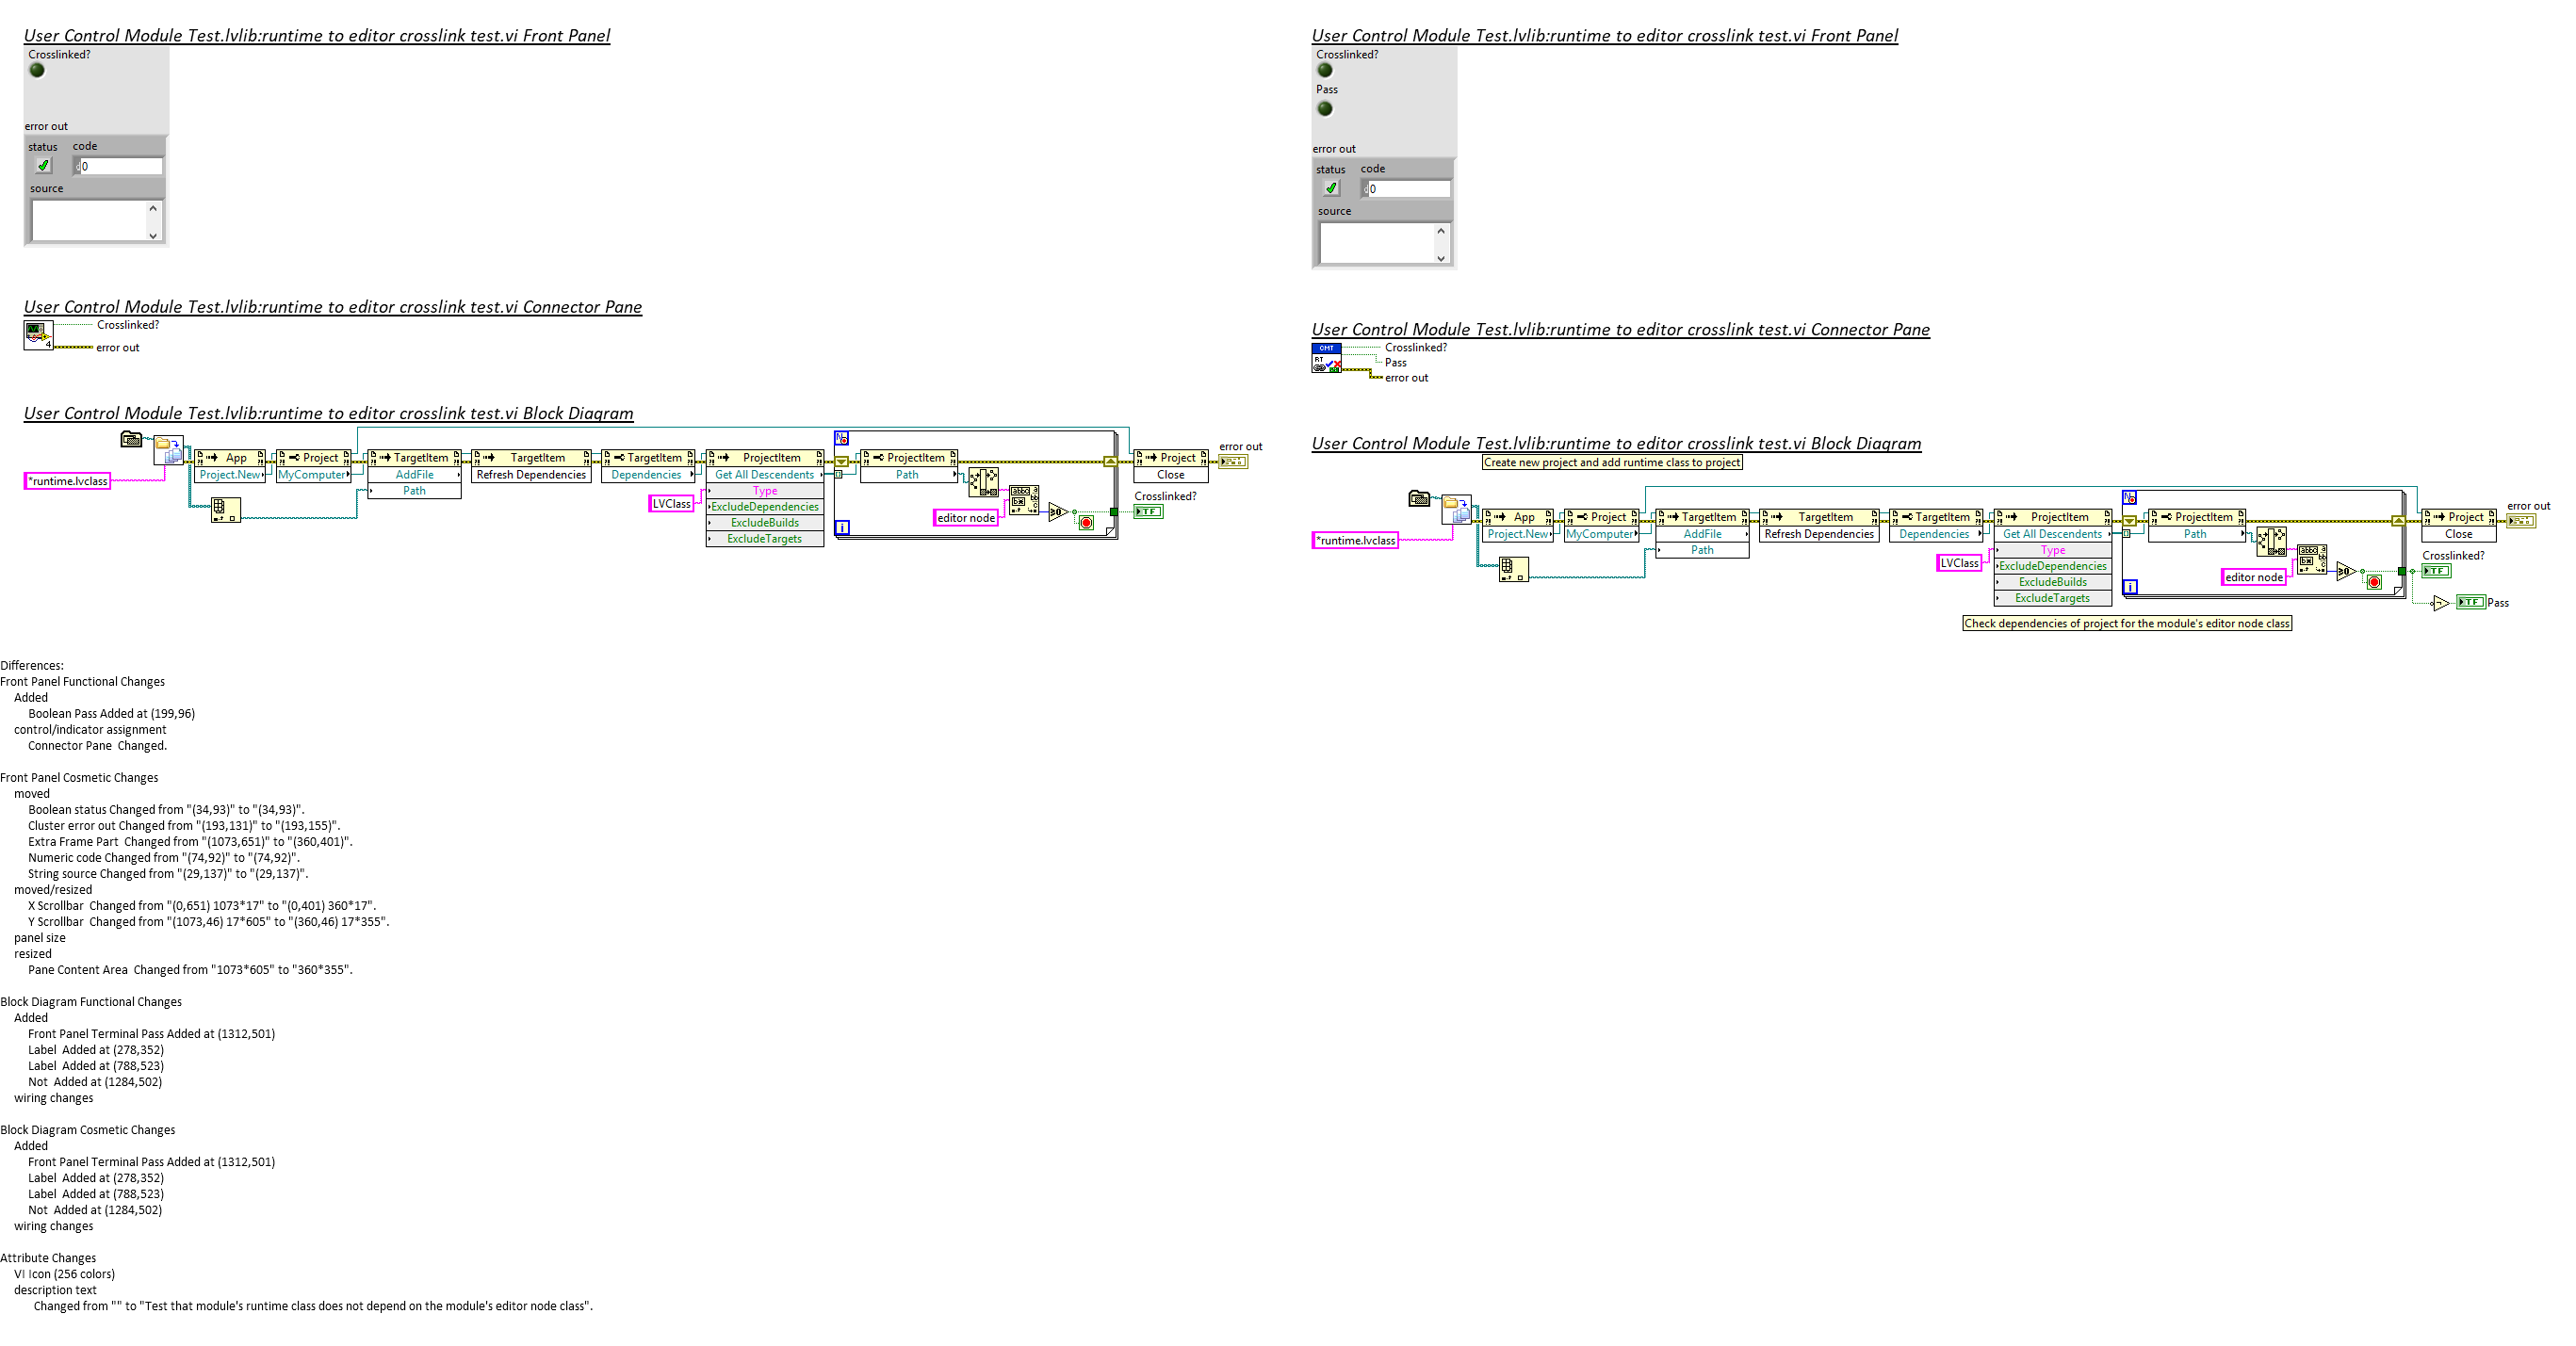 User Control Module Test.lvlib:runtime to editor crosslink test.vi Front Panel
Crosslinked?
error out
status code
0
source
User Control Module Test.lvlib:runtime to editor crosslink test.vi Connector Pane
4
Crosslinked?
error out
User Control Module Test.lvlib:runtime to editor crosslink test.vi Block Diagram
*runtime.lvclass
App
Project.New
Project
MyComputer
TargetItem
AddFile
Path
TargetItem
Refresh Dependencies
TargetItem
Dependencies
LVClass
ProjectItem
Get All Descendents
Type
ExcludeDependencies
ExcludeBuilds
ExcludeTargets
N
i
ProjectItem
Path
editor node
Project
Close
error out
Crosslinked?
TF
User Control Module Test.lvlib:runtime to editor crosslink test.vi Front Panel
Crosslinked?
Pass
error out
status code
0
source
User Control Module Test.lvlib:runtime to editor crosslink test.vi Connector Pane
CMT
RT
Crosslinked?
Pass
error out
User Control Module Test.lvlib:runtime to editor crosslink test.vi Block Diagram
Create new project and add runtime class to project
*runtime.lvclass
App
Project.New
Project
MyComputer
TargetItem
AddFile
Path
TargetItem
Refresh Dependencies
TargetItem
Dependencies
LVClass
ProjectItem
Get All Descendents
Type
ExcludeDependencies
ExcludeBuilds
ExcludeTargets
N
i
ProjectItem
Path
editor node
Project
Close
error out
Crosslinked?
TF
TF Pass
Check dependencies of project for the module's editor node class
Differences:
Front Panel Functional Changes
Added
Boolean Pass Added at (199,96)
control/indicator assignment
Connector Pane  Changed.
Front Panel Cosmetic Changes
moved
Boolean status Changed from "(34,93)" to "(34,93)".
Cluster error out Changed from "(193,131)" to "(193,155)".
Extra Frame Part  Changed from "(1073,651)" to "(360,401)".
Numeric code Changed from "(74,92)" to "(74,92)".
String source Changed from "(29,137)" to "(29,137)".
moved/resized
X Scrollbar  Changed from "(0,651) 1073*17" to "(0,401) 360*17".
Y Scrollbar  Changed from "(1073,46) 17*605" to "(360,46) 17*355".
panel size
resized
Pane Content Area  Changed from "1073*605" to "360*355".
Block Diagram Functional Changes
Added
Front Panel Terminal Pass Added at (1312,501)
Label  Added at (278,352)
Label  Added at (788,523)
Not  Added at (1284,502)
wiring changes
Block Diagram Cosmetic Changes
Added
Front Panel Terminal Pass Added at (1312,501)
Label  Added at (278,352)
Label  Added at (788,523)
Not  Added at (1284,502)
wiring changes
Attribute Changes
VI Icon (256 colors)
description text
Changed from "" to "Test that module's runtime class does not depend on the module's editor node class".